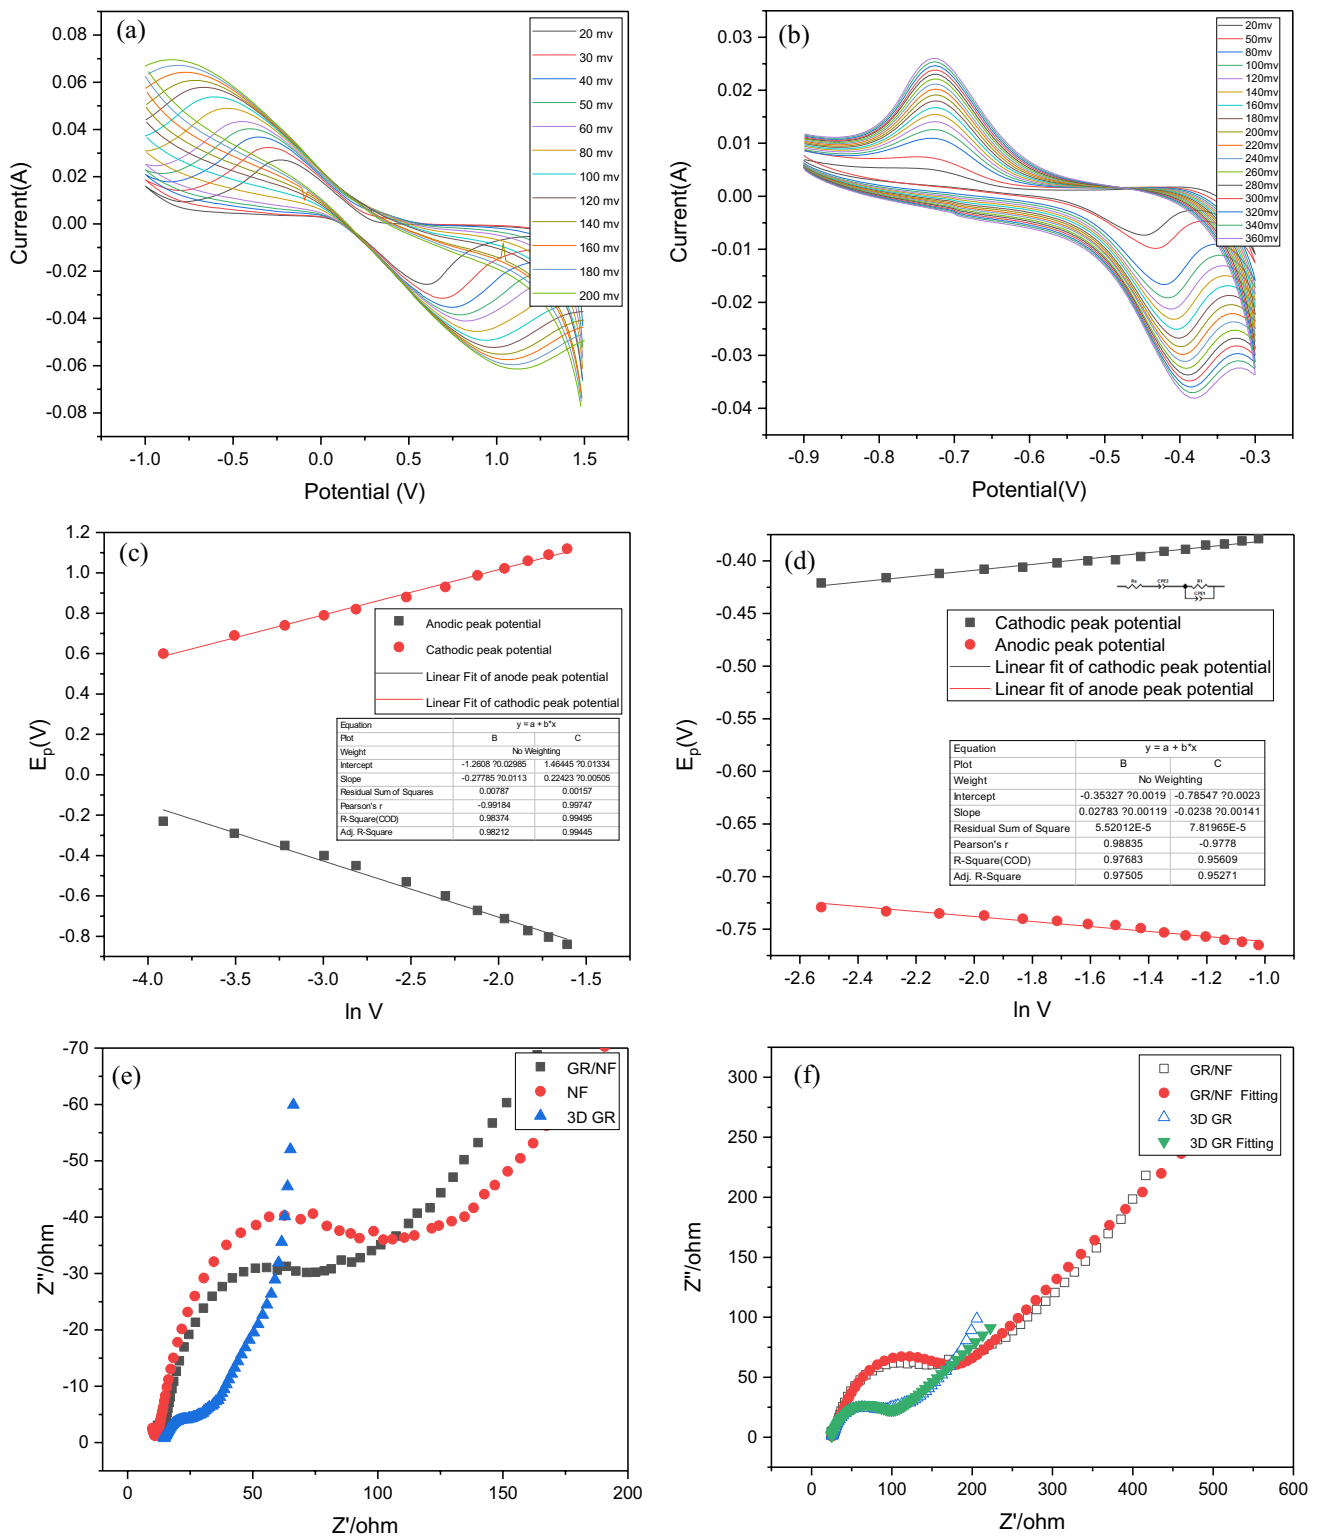 (a)
0.08
0.06
0.04
0.02
0.00
-0.02
-0.04
-0.06
-0.08
Current(A)
-1.0 -0.5 0.0 0.5 1.0 1.5
Potential (V)
20 mv
30 mv
40 mv
50 mv
60 mv
80 mv
100 mv
120 mv
140 mv
160 mv
180 mv
200 mv
(b)
0.03
0.02
0.01
0.00
-0.01
-0.02
-0.03
-0.04
Current(A)
-0.9 -0.8 -0.7 -0.6 -0.5 -0.4 -0.3
Potential(V)
20mv
50mv
80mv
100mv
120mv
140mv
160mv
180mv
200mv
220mv
240mv
260mv
280mv
300mv
320mv
340mv
360mv
(c)
1.2
1.0
0.8
0.6
0.4
0.2
0.0
-0.2
-0.4
-0.6
-0.8
Ep(V)
-4.0 -3.5 -3.0 -2.5 -2.0 -1.5
ln V
Anodic peak potential
Cathodic peak potential
Linear Fit of anode peak potential
Linear Fit of cathodic peak potential
Equation y = a + b*x
Plot B C
Weight No Weighting
Intercept -1.2608 ?0.02985 1.46445 ?0.01334
Slope -0.27785 ?0.0113 0.22423 ?0.00505
Residual Sum of Squares 0.00787 0.00157
Pearson's r -0.99184 0.99747
R-Square(COD) 0.98374 0.99495
Adj. R-Square 0.98212 0.99445
(d)
-0.40
-0.45
-0.50
-0.55
-0.60
-0.65
-0.70
-0.75
Ep(V)
-2.6 -2.4 -2.2 -2.0 -1.8 -1.6 -1.4 -1.2 -1.0
ln V
Rs CPE2 R1
CPE1
Cathodic peak potential
Anodic peak potential
Linear fit of cathodic peak potential
Linear fit of anode peak potential
Equation y = a + b*x
Plot B C
Weight No Weighting
Intercept -0.35327 ?0.0019 -0.78547 ?0.0023
Slope 0.02783 ?0.00119 -0.0238 ?0.00141
Residual Sum of Square 5.52012E-5 7.81965E-5
Pearson's r 0.98835 -0.9778
R-Square(COD) 0.97683 0.95609
Adj. R-Square 0.97505 0.95271
(e)
-70
-60
-50
-40
-30
-20
-10
0
Z''/ohm
0 50 100 150 200
Z'/ohm
GR/NF
NF
3D GR
(f)
300
250
200
150
100
50
0
Z''/ohm
0 100 200 300 400 500 600
Z'/ohm
GR/NF
GR/NF Fitting
3D GR
3D GR Fitting